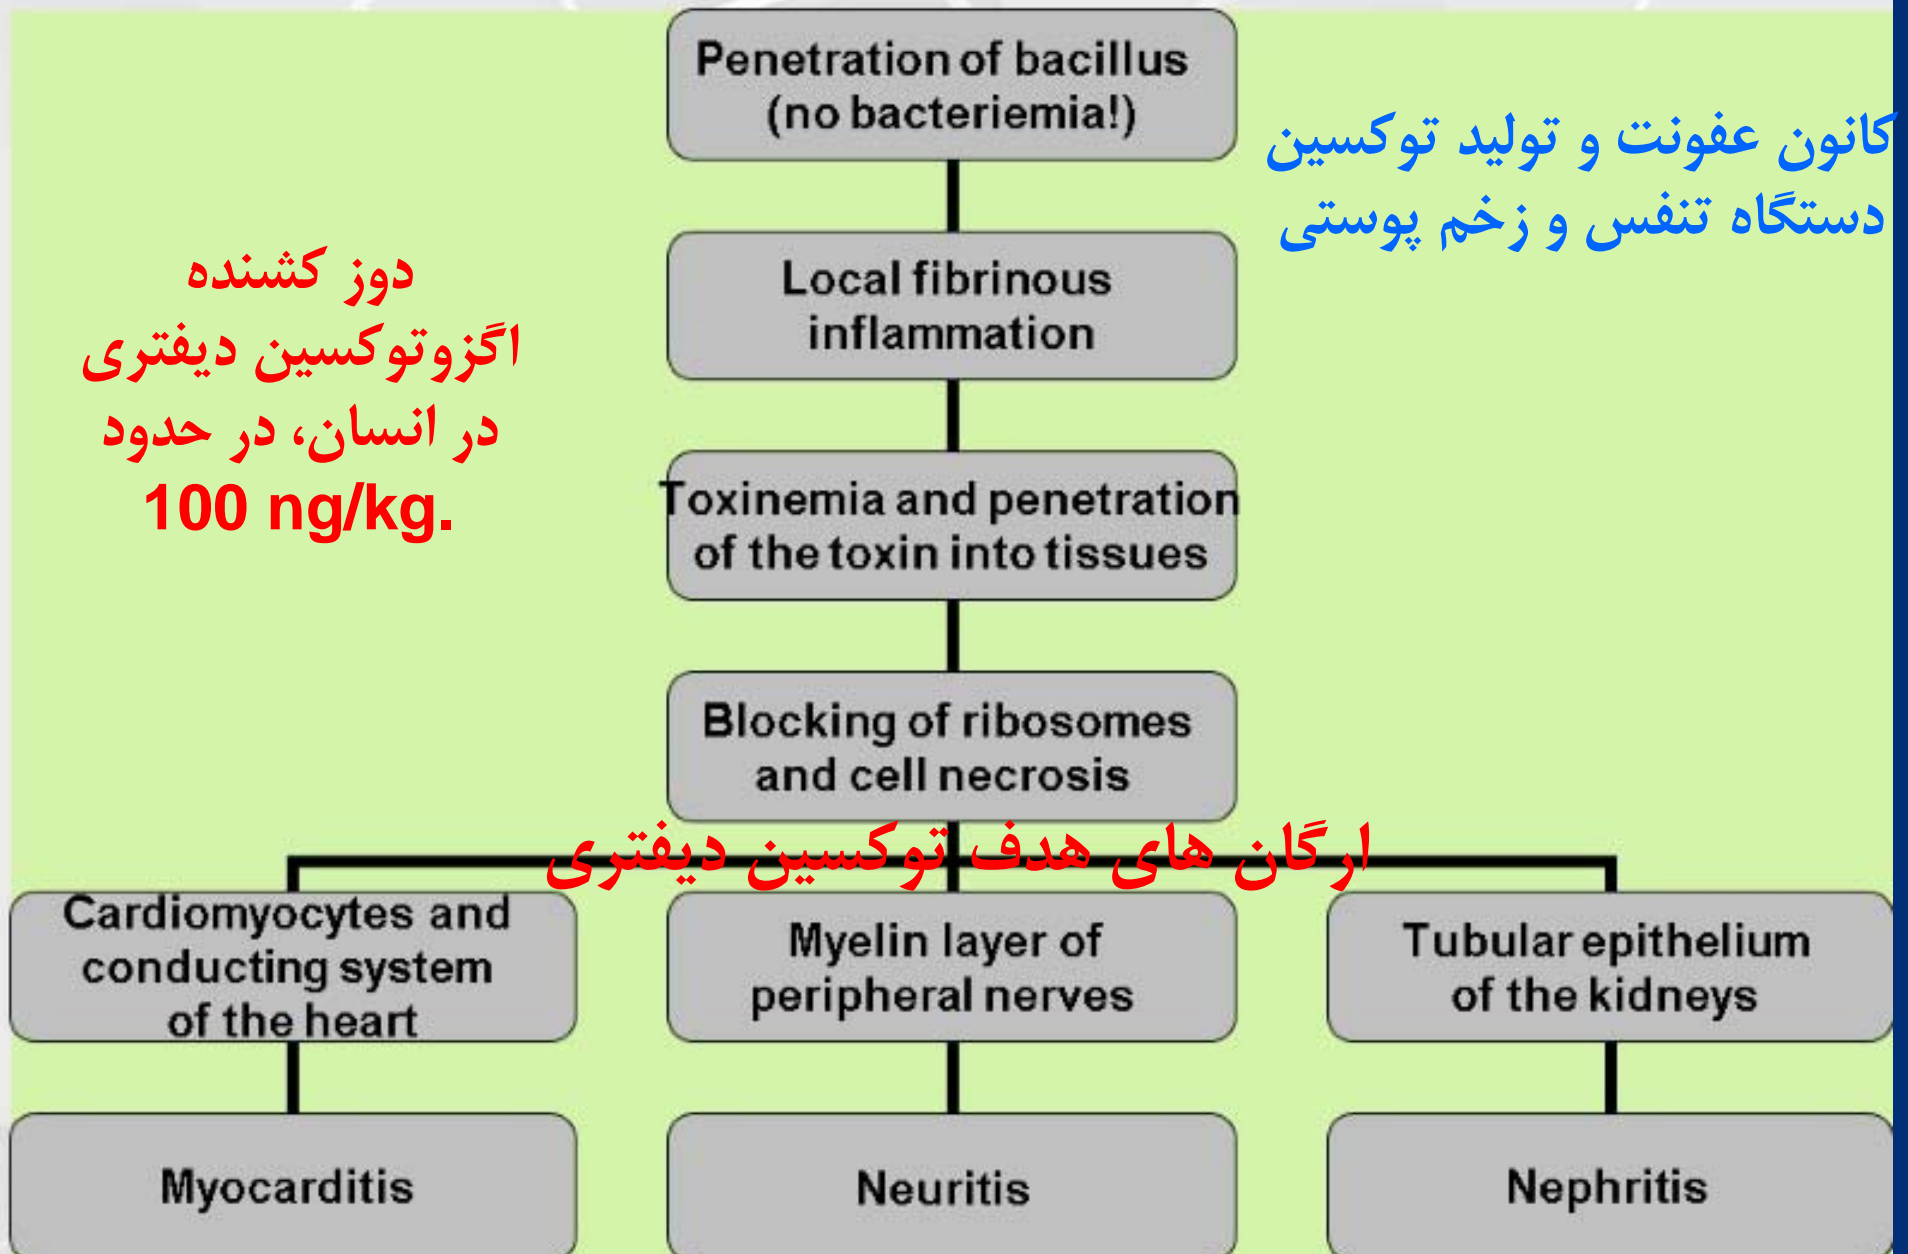 Penetration of bacillus
(no bacteriemia!)
کانون عفونت و تولید توکسین
دستگاه تنفس و زخم پوستی
Local fibrinous
inflammation
دوز کشنده
اگزوتوکسین دیفتری
در انسان، در حدود
100 ng/kg.
Toxinemia and penetration
of the toxin into tissues
Blocking of ribosomes
and cell necrosis
ارگان های هدف توکسین دیفتری
Cardiomyocytes and
conducting system
of the heart
Myelin layer of
peripheral nerves
Tubular epithelium
of the kidneys
Myocarditis
Neuritis
Nephritis